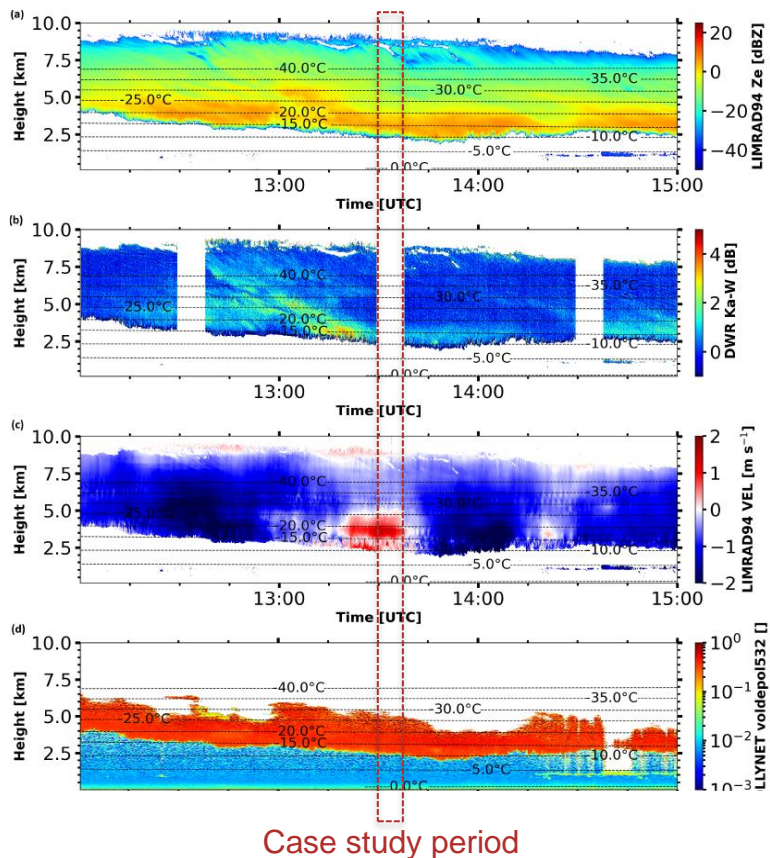 (a)
10.0
7.5
5.0
2.5
Height [km]
-40.0°C
-35.0°C
-30.0°C
-25.0°C
-20.0°C
-15.0°C
-10.0°C
-5.0°C
0.0°C
20
0
−20
−40
LIMRAD94 Ze [dBZ]
13:00 14:00 15:00
Time [UTC]
(b)
10.0
7.5
5.0
2.5
Height [km]
-40.0°C
-35.0°C
-30.0°C
-25.0°C
20.0°C
15.0°C
-10.0°C
-5.0°C
0.0°C
4
2
0
DWR Ka-W [dB]
13:00 14:00 15:00
Time [UTC]
(c)
10.0
7.5
5.0
2.5
Height [km]
-40.0°C
-35.0°C
-30.0°C
-25.0°C
-20.0°C
-15.0°C
-10.0°C
-5.0°C
0.0°C
2
1
0
−1
−2
LIMRAD94 VEL [m s⁻¹]
13:00 14:00 15:00
Time [UTC]
(d)
10.0
7.5
5.0
2.5
Height [km]
-40.0°C
-35.0°C
-30.0°C
-25.0°C
20.0°C
15.0°C
-10.0°C
-5.0°C
0.0°C
10⁰
10⁻¹
10⁻²
10⁻³
LLYNET voldepol532 []
Case study period